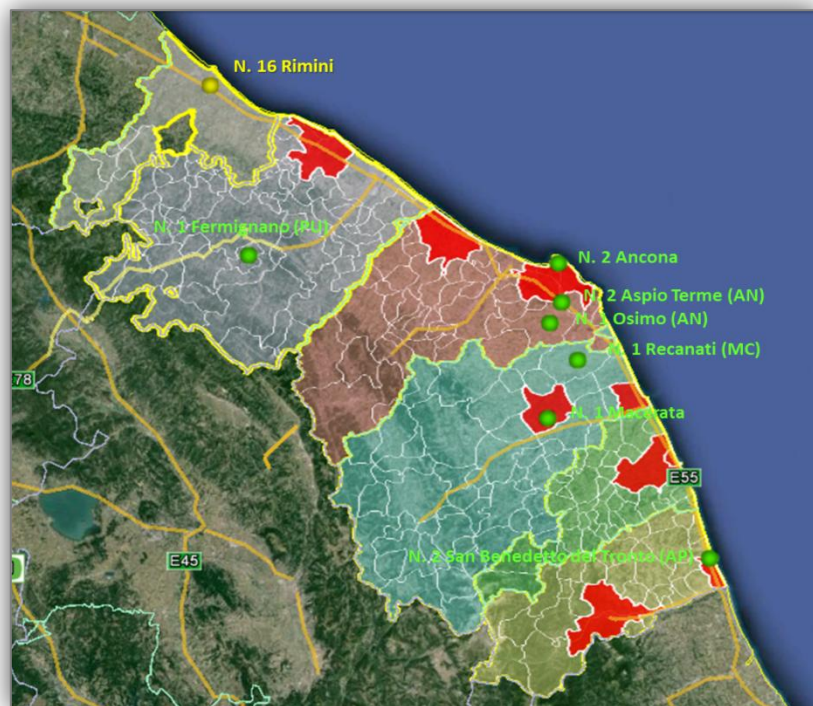 N. 16 Rimini
N. 1 Fermignano (PU)
N. 2 Ancona
N. 2 Aspio Terme (AN)
Osimo (AN)
N. 1 Recanati (MC)
78
N. 1 Macerata
E55
N. 2 San Benedetto del Tronto (AP)
E45